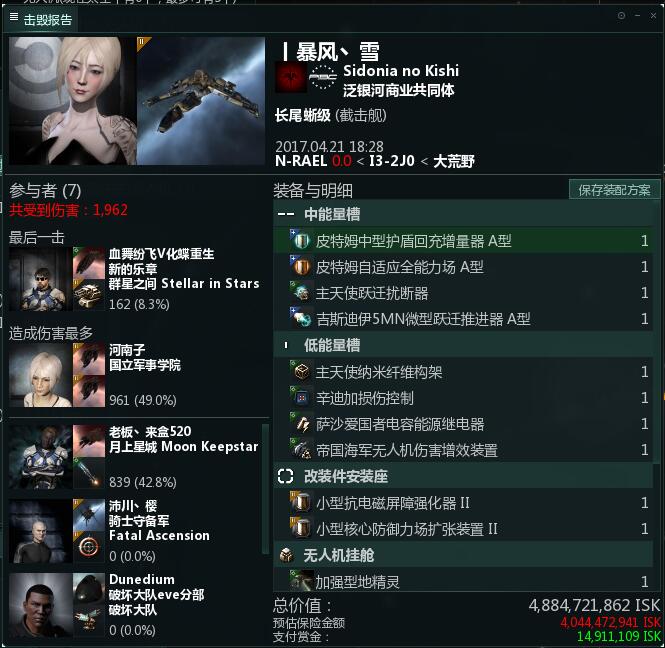 击毁报告
丨暴风、雪
Sidonia no Kishi
泛银河商业共同体
长尾蜥级 (截击舰)
2017.04.21 18:28
N-RAEL 0.0 < I3-2J0 < 大荒野
参与者 (7)
共受到伤害：1,962
最后一击
血舞纷飞V化蝶重生
新的乐章
群星之间 Stellar in Stars
162 (8.3%)
造成伤害最多
河南子
国立军事学院
961 (49.0%)
老板、来盒520
月上星城 Moon Keepstar
839 (42.8%)
沛川、樱
骑士守备军
Fatal Ascension
0 (0.0%)
Dunedium
破坏大队eve分部
破坏大队
0 (0.0%)
装备与明细
保存装配方案
中能量槽
皮特姆中型护盾回充增量器 A型 1
皮特姆自适应全能力场 A型 1
主天使跃迁扰断器 1
吉斯迪伊5MN微型跃迁推进器 A型 1
低能量槽
主天使纳米纤维构架 1
辛迪加损伤控制 1
萨沙爱国者电容能源继电器 1
帝国海军无人机伤害增效装置 1
改装件安装座
小型抗电磁屏障强化器 II 1
小型核心防御力场扩张装置 II 1
无人机挂舱
加强型地精灵 1
总价值： 4,884,721,862 ISK
预估保险金额 4,044,472,941 ISK
支付赏金： 14,911,109 ISK